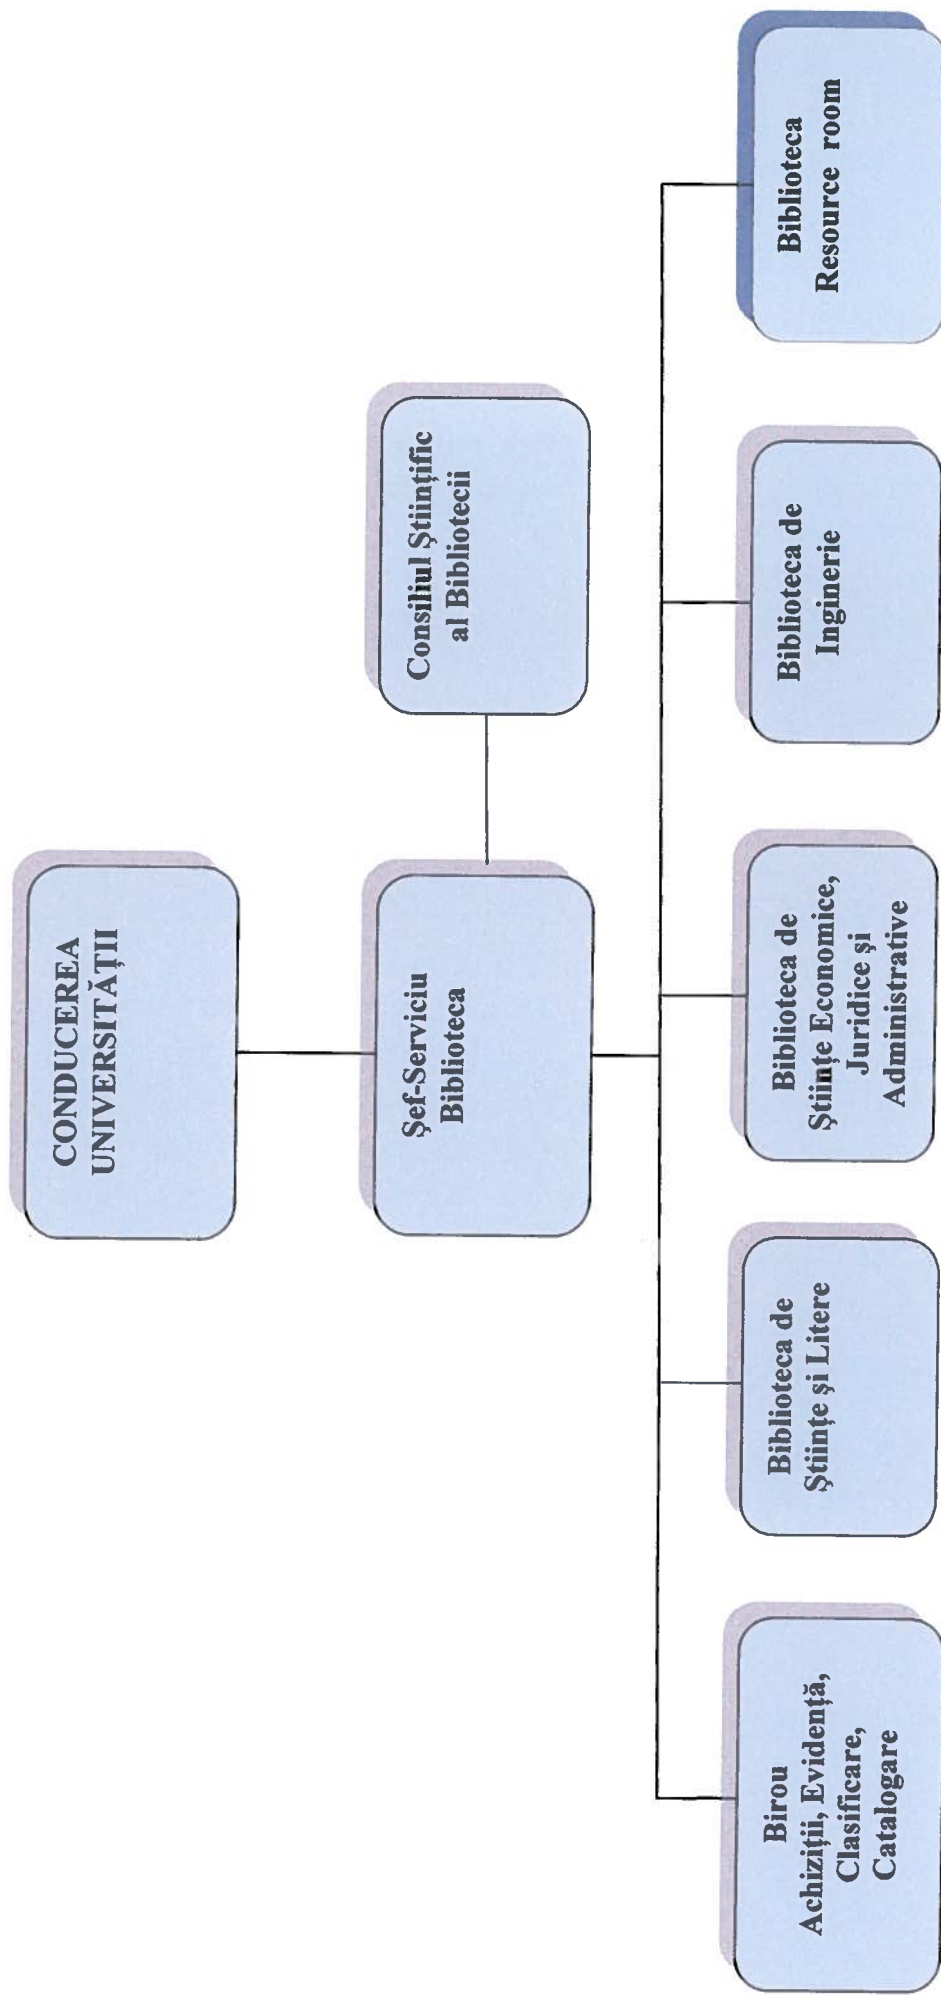 CONDUCEREA
UNIVERSITĂŢII
Şef-Serviciu
Biblioteca
Consiliul Ştiinţific
al Bibliotecii
Birou
Achiziţii, Evidenţă,
Clasificare,
Catalogare
Biblioteca de
Ştiinţe şi Litere
Biblioteca de
Ştiinţe Economice,
Juridice şi
Administrative
Biblioteca de
Inginerie
Biblioteca
Resource room